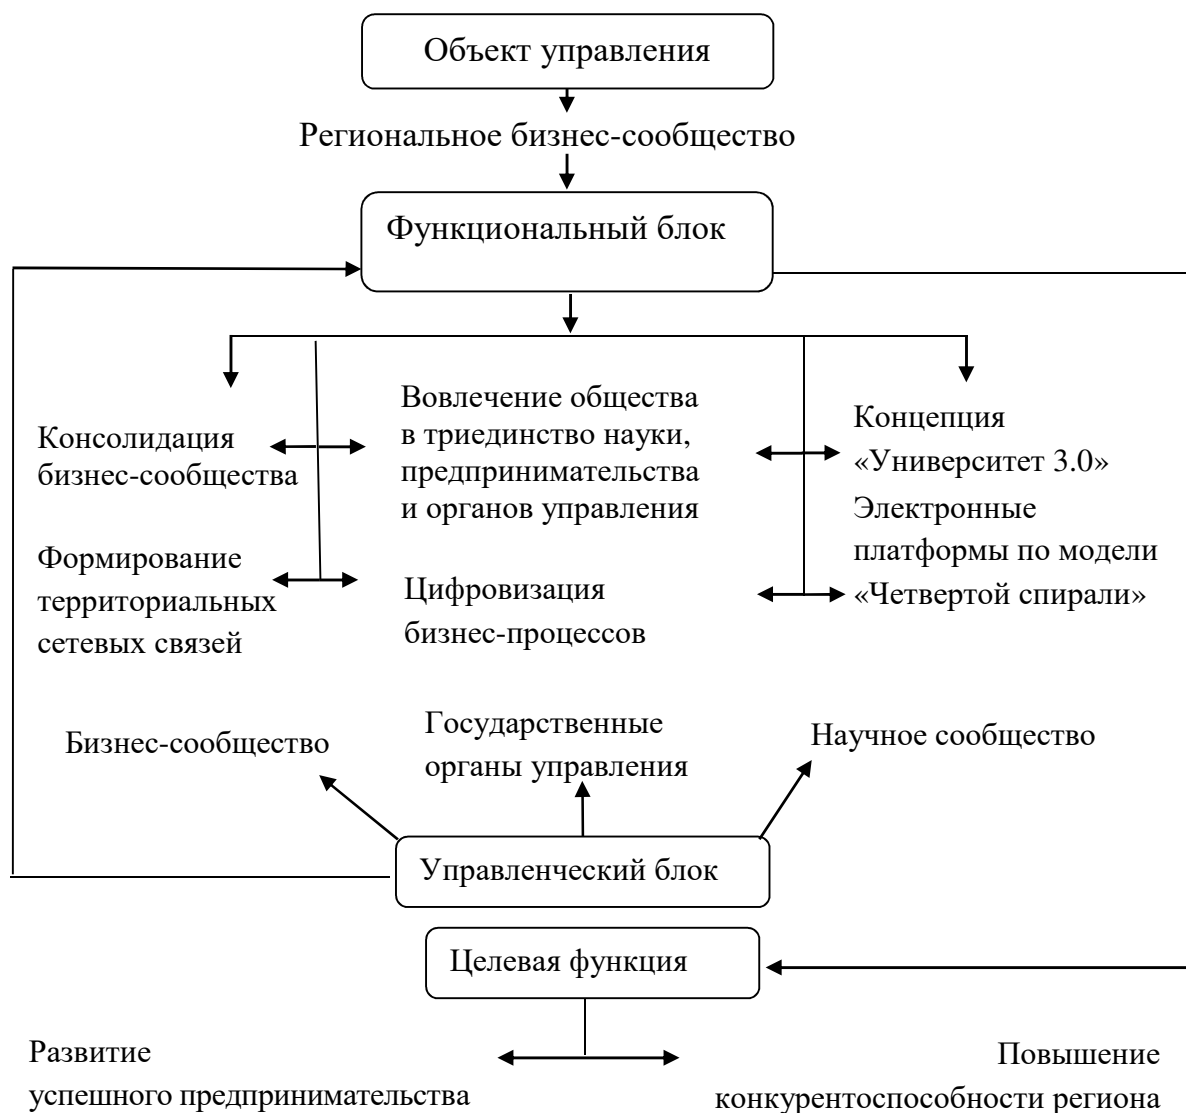 Объект управления
Региональное бизнес-сообщество
Функциональный блок
Консолидация
бизнес-сообщества
Вовлечение общества
в триединство науки,
предпринимательства
и органов управления
Концепция
«Университет 3.0»
Формирование
территориальных
сетевых связей
Цифровизация
бизнес-процессов
Электронные
платформы по модели
«Четвертой спирали»
Бизнес-сообщество
Государственные
органы управления
Научное сообщество
Управленческий блок
Целевая функция
Развитие
успешного предпринимательства
Повышение
конкурентоспособности региона